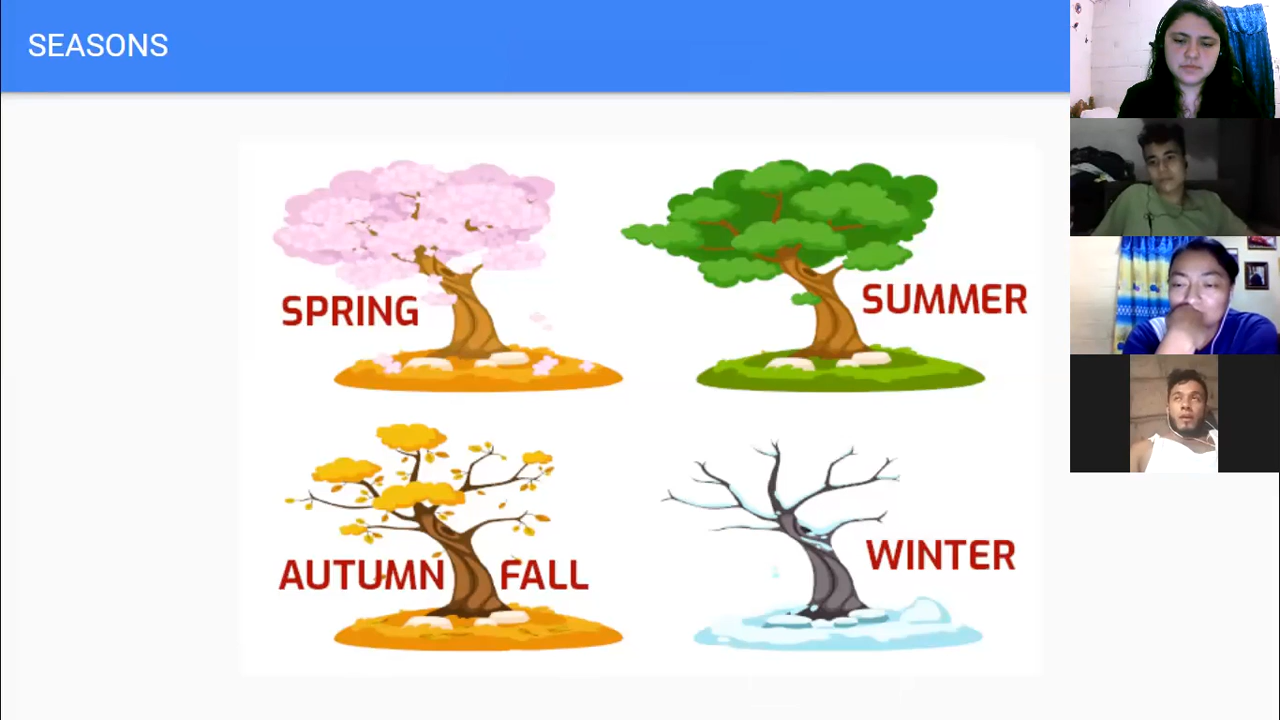 SEASONS
SPRING
SUMMER
AUTUMN FALL
WINTER